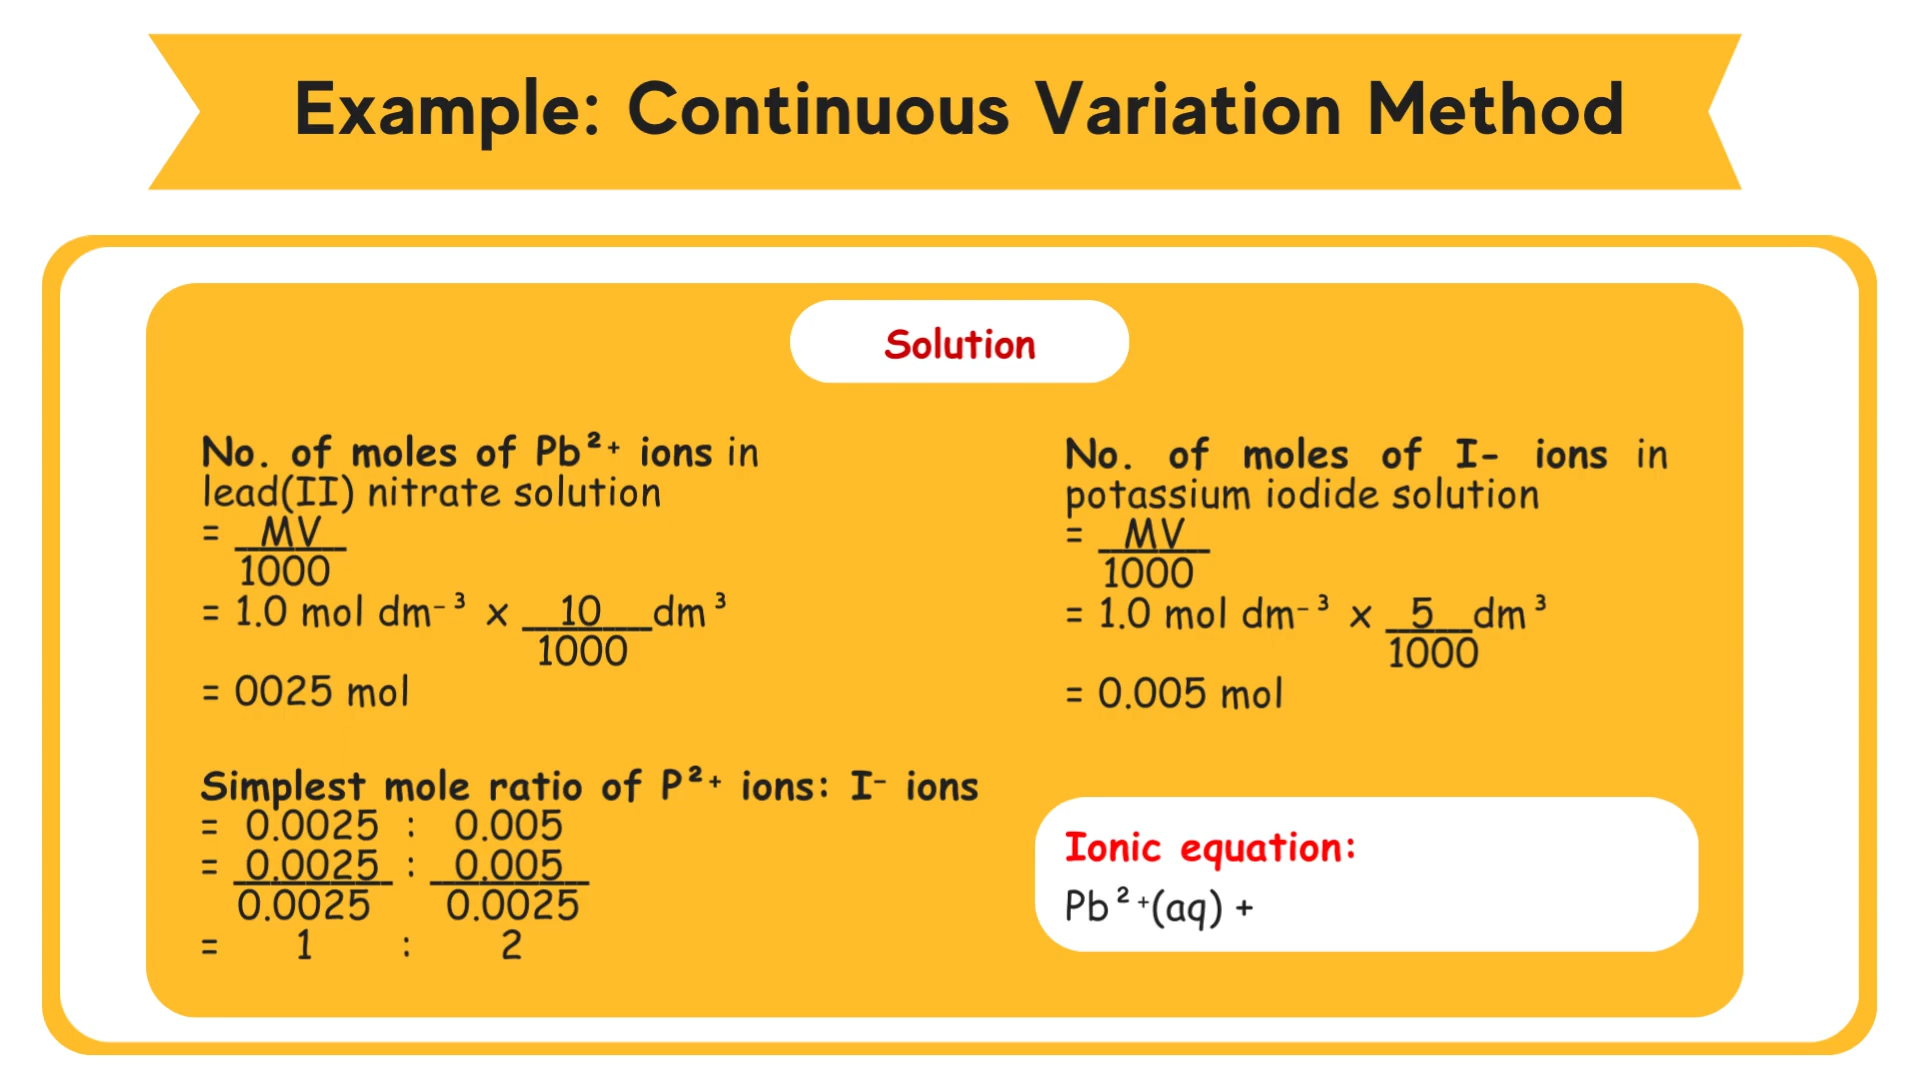 Example: Continuous Variation Method
Solution
No. of moles of Pb²⁺ ions in
lead(II) nitrate solution
= MV
1000
= 1.0 mol dm⁻³ x 10 dm³
1000
= 0025 mol
No. of moles of I- ions in
potassium iodide solution
= MV
1000
= 1.0 mol dm⁻³ x 5 dm³
1000
= 0.005 mol
Simplest mole ratio of P²⁺ ions: I⁻ ions
= 0.0025 : 0.005
= 0.0025 : 0.005
0.0025 0.0025
= 1 : 2
Ionic equation:
Pb²⁺(aq) +